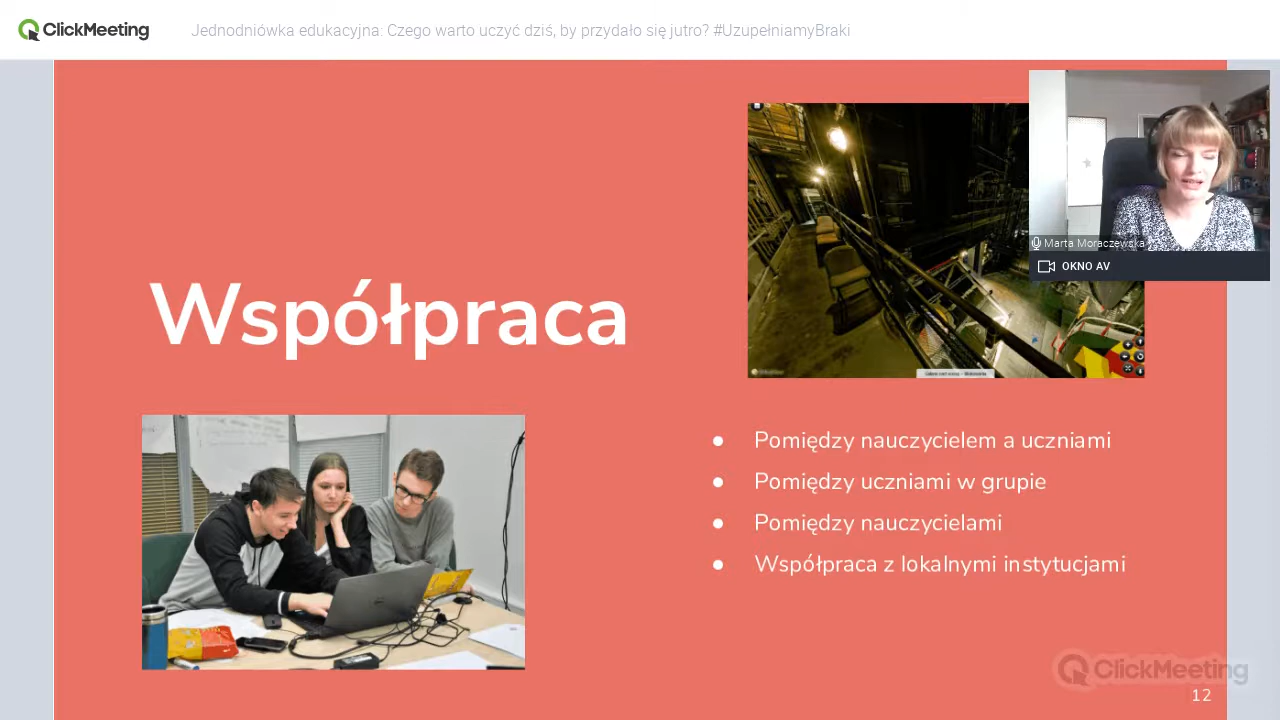 ClickMeeting
Jednodniówka edukacyjna: Czego warto uczyć dziś, by przydało się jutro? #UzupełniamyBraki
Marta Moraczewska
OKNO AV
Współpraca
● Pomiędzy nauczycielem a uczniami
● Pomiędzy uczniami w grupie
● Pomiędzy nauczycielami
● Współpraca z lokalnymi instytucjami
ClickMeeting
12